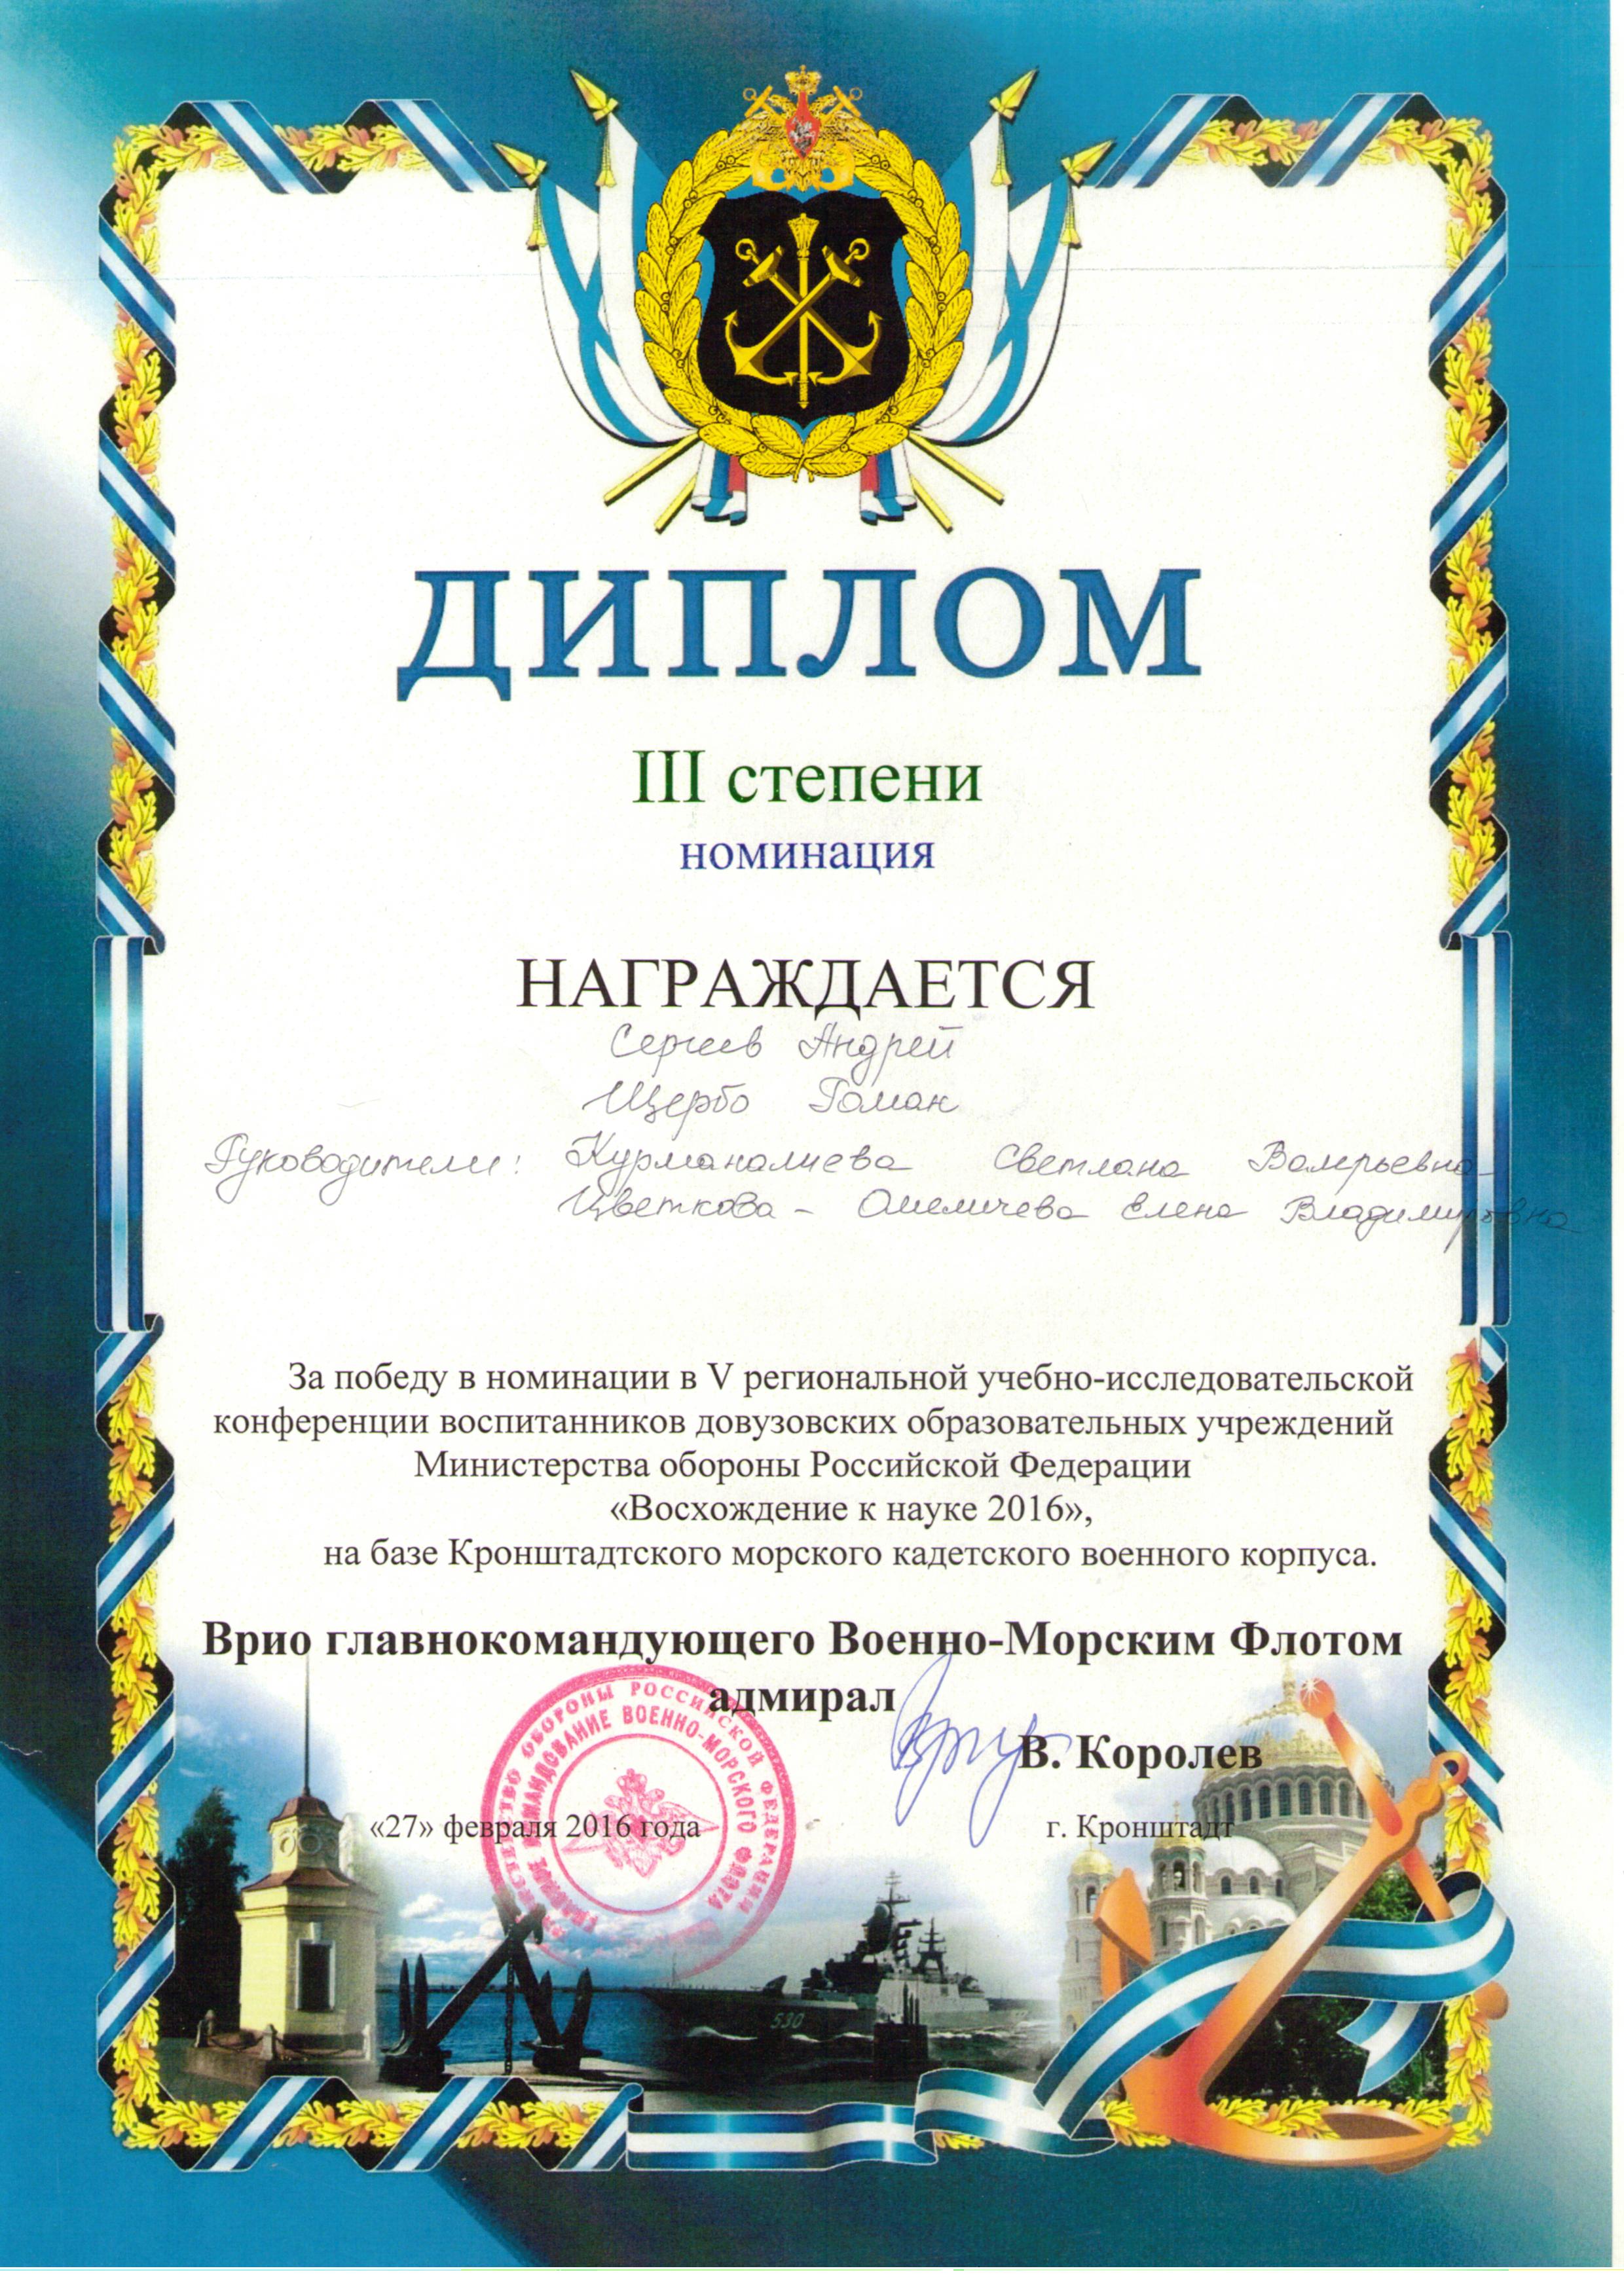 ДИПЛОМ
III степени
номинация
НАГРАЖДАЕТСЯ
Сергеев Андрей
Щербо Роман
Руководители: Курманалиева Светлана Валерьевна
Цветкова - Омеличева Елена Владимировна
За победу в номинации в V региональной учебно-исследовательской
конференции воспитанников довузовских образовательных учреждений
Министерства обороны Российской Федерации
«Восхождение к науке 2016»,
на базе Кронштадтского морского кадетского военного корпуса.
Врио главнокомандующего Военно-Морским Флотом
адмирал
В. Королев
«27» февраля 2016 года
г. Кронштадт
МИНИСТЕРСТВО ОБОРОНЫ РОССИЙСКОЙ ФЕДЕРАЦИИ
ГЛАВНОЕ КОМАНДОВАНИЕ ВОЕННО-МОРСКОГО ФЛОТА
530